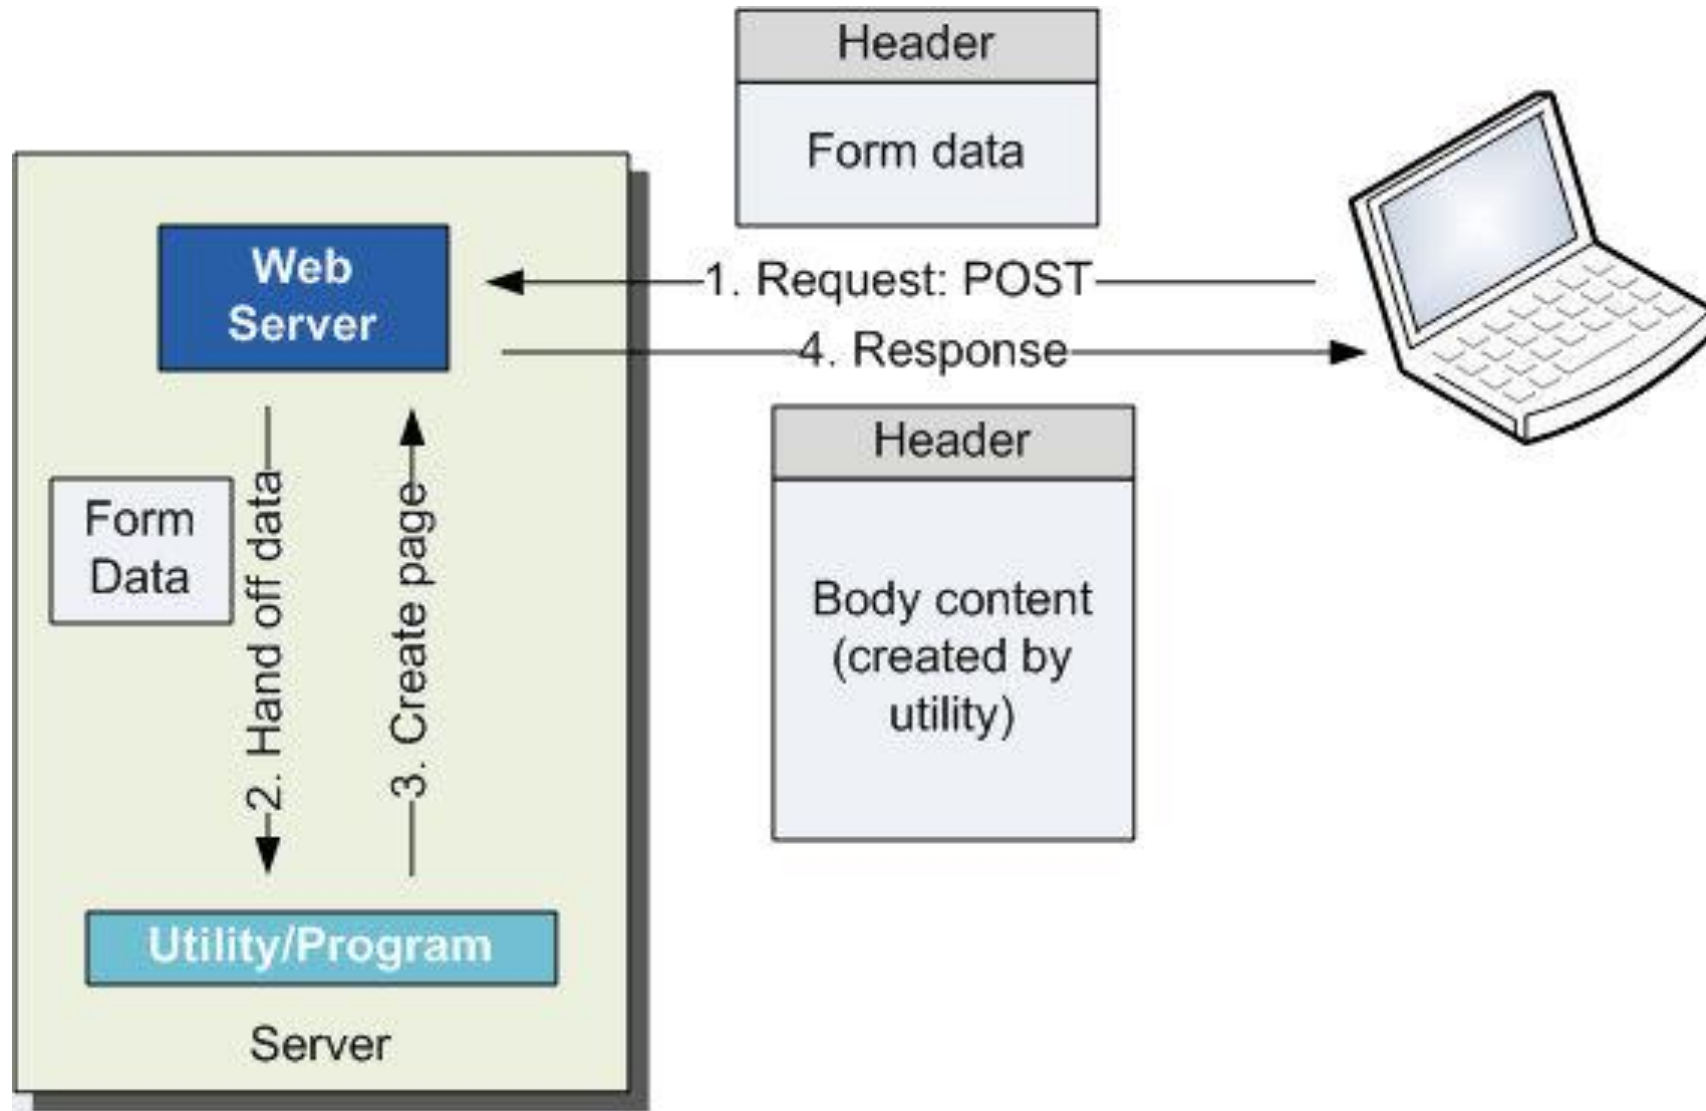 Header
Form data
Web
Server
1. Request: POST
4. Response
Header
Body content
(created by
utility)
Form
Data
2. Hand off data
3. Create page
Utility/Program
Server